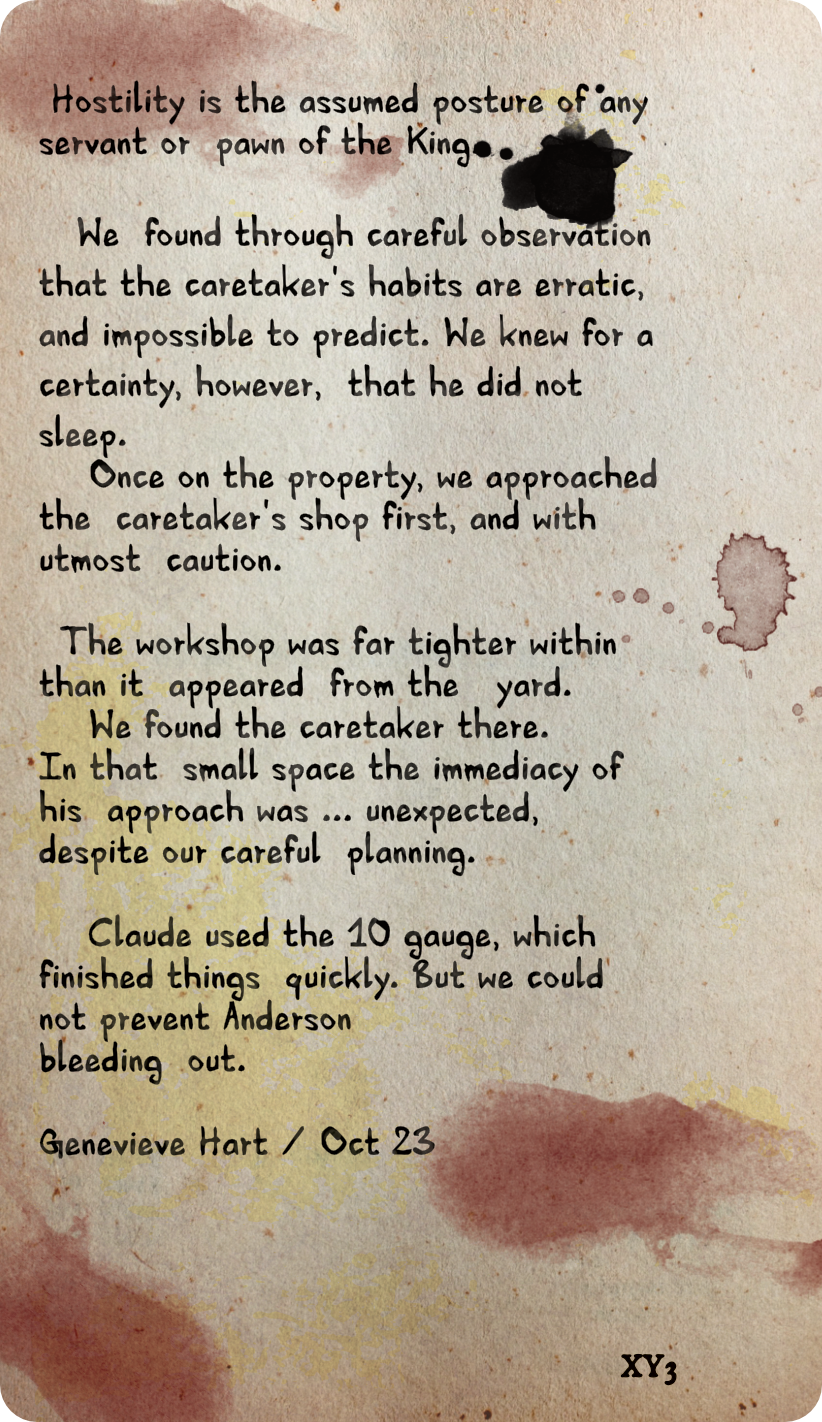 Hostility is the assumed posture of any
servant or pawn of the King..
We found through careful observation
that the caretaker's habits are erratic,
and impossible to predict. We knew for a
certainty, however, that he did not
sleep.
Once on the property, we approached
the caretaker's shop first, and with
utmost caution.
The workshop was far tighter within
than it appeared from the yard.
We found the caretaker there.
In that small space the immediacy of
his approach was ... unexpected,
despite our careful planning.
Claude used the 10 gauge, which
finished things quickly. But we could
not prevent Anderson
bleeding out.
Genevieve Hart / Oct 23
XY3